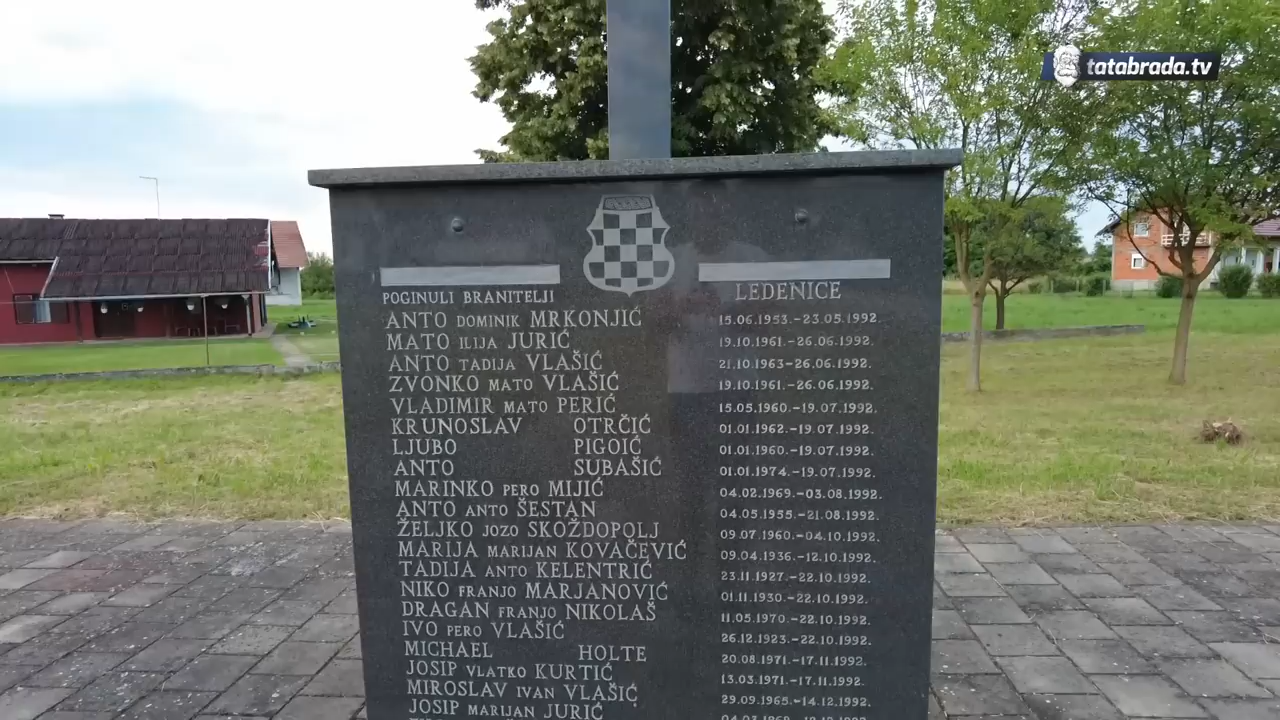 tatabrada.tv
POGINULI BRANITELJI LEDENICE
ANTO DOMINIK MRKONJIĆ 15.06.1953.-23.05.1992.
MATO ILIJA JURIĆ 19.10.1961.-26.06.1992.
ANTO TADIJA VLAŠIĆ 21.10.1963-26.06.1992.
ZVONKO MATO VLAŠIĆ 19.10.1961.-26.06.1992.
VLADIMIR MATO PERIĆ 15.05.1960.-19.07.1992.
KRUNOSLAV OTRČIĆ 01.01.1962.-19.07.1992.
LJUBO PIGOIĆ 01.01.1960.-19.07.1992.
ANTO SUBAŠIĆ 01.01.1974.-19.07.1992.
MARINKO PERO MIJIĆ 04.02.1969.-03.08.1992.
ANTO ANTO ŠESTAN 04.05.1955.-21.08.1992.
ŽELJKO JOZO SKOŽDOPOLJ 09.07.1960.-04.10.1992.
MARIJA MARIJAN KOVAČEVIĆ 09.04.1936.-12.10.1992.
TADIJA ANTO KELENTRIĆ 23.11.1927.-22.10.1992.
NIKO FRANJO MARJANOVIĆ 01.11.1930.-22.10.1992.
DRAGAN FRANJO NIKOLAŠ 11.05.1970.-22.10.1992.
IVO PERO VLAŠIĆ 26.12.1923.-22.10.1992.
MICHAEL HOLTE 20.08.1971.-17.11.1992.
JOSIP VLATKO KURTIĆ 13.03.1971.-17.11.1992.
MIROSLAV IVAN VLAŠIĆ 29.09.1965.-14.12.1992.
JOSIP MARIJAN JURIĆ